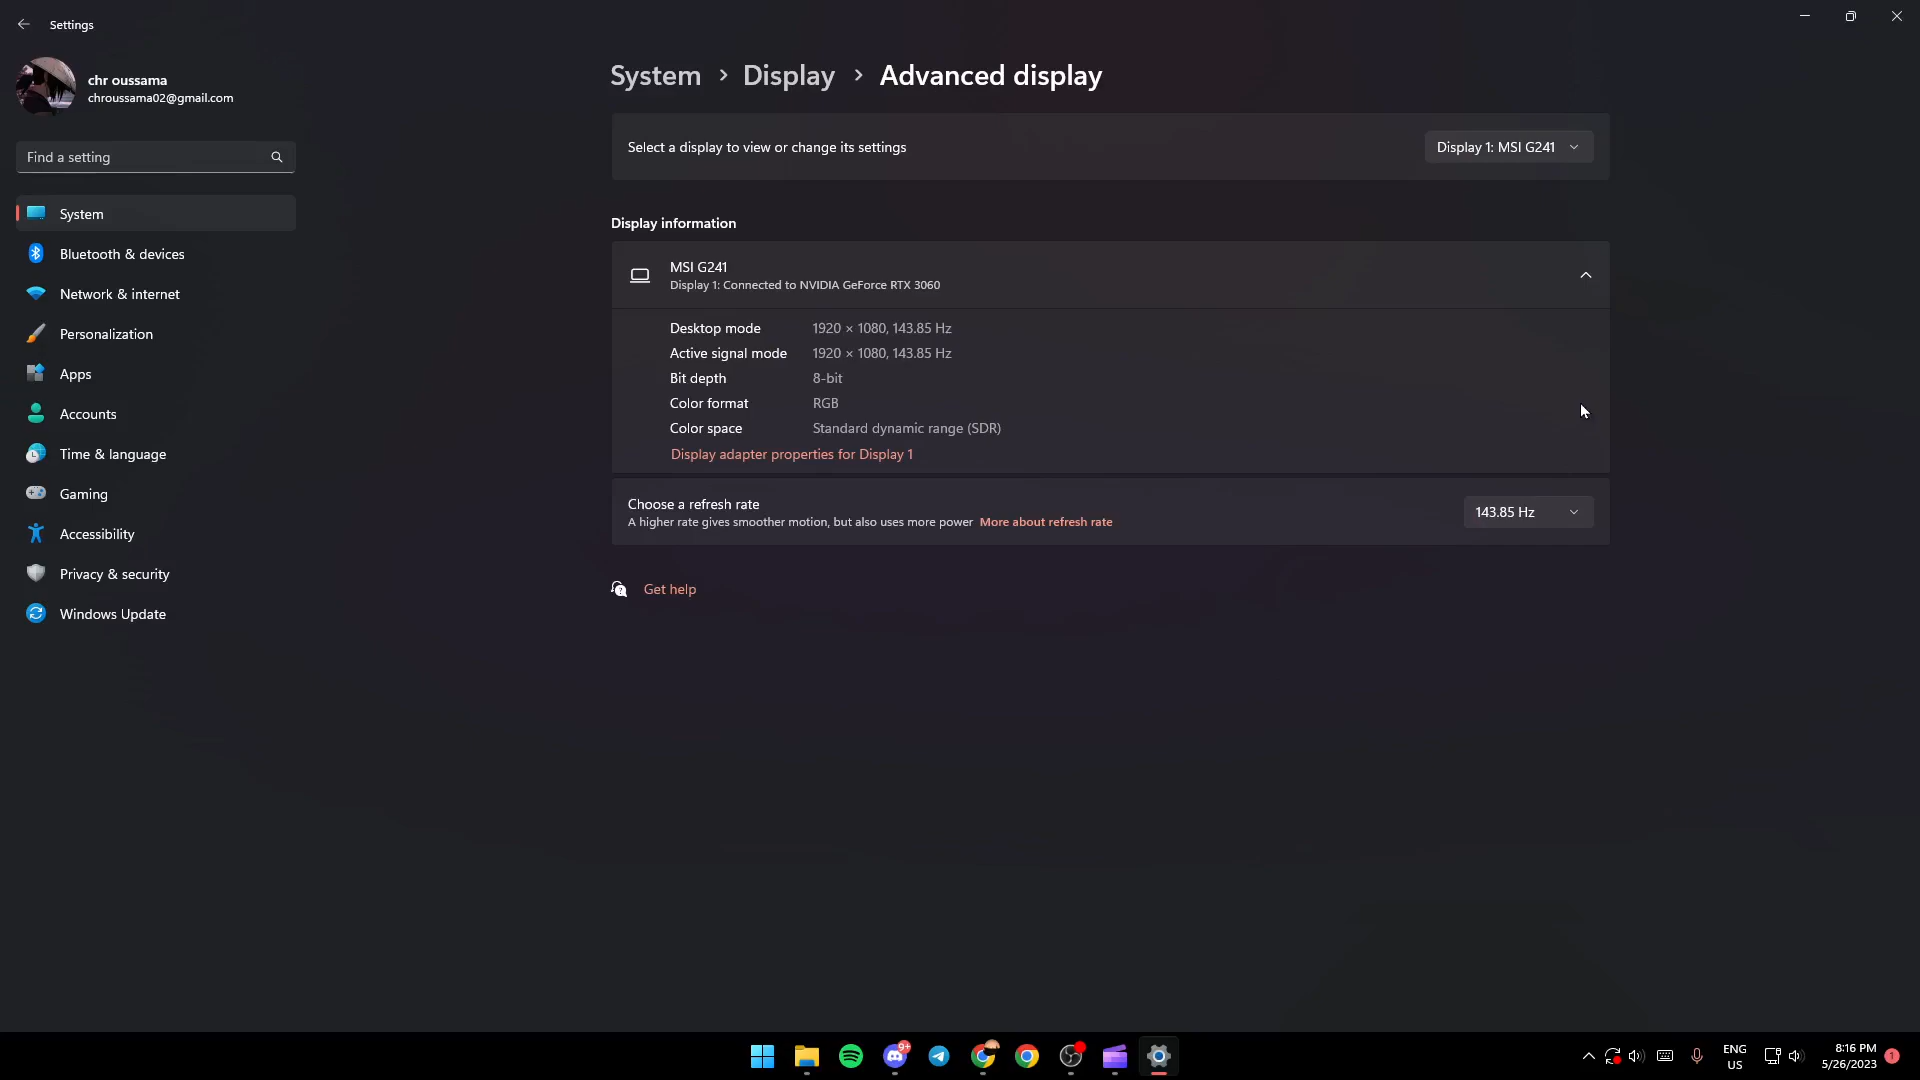 Settings
chr oussama
chroussama02@gmail.com
Find a setting
System
Bluetooth & devices
Network & internet
Personalization
Apps
Accounts
Time & language
Gaming
Accessibility
Privacy & security
Windows Update
System > Display > Advanced display
Select a display to view or change its settings
Display 1: MSI G241
Display information
MSI G241
Display 1: Connected to NVIDIA GeForce RTX 3060
Desktop mode 1920 × 1080, 143.85 Hz
Active signal mode 1920 × 1080, 143.85 Hz
Bit depth 8-bit
Color format RGB
Color space Standard dynamic range (SDR)
Display adapter properties for Display 1
Choose a refresh rate
A higher rate gives smoother motion, but also uses more power More about refresh rate
143.85 Hz
Get help
9+
ENG
US
8:16 PM
5/26/2023
1